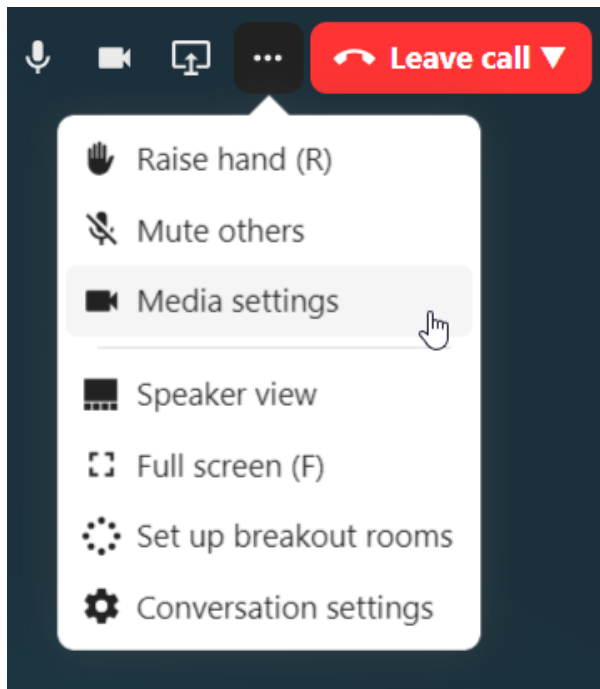 Leave call ▼
Raise hand (R)
Mute others
Media settings
Speaker view
Full screen (F)
Set up breakout rooms
Conversation settings